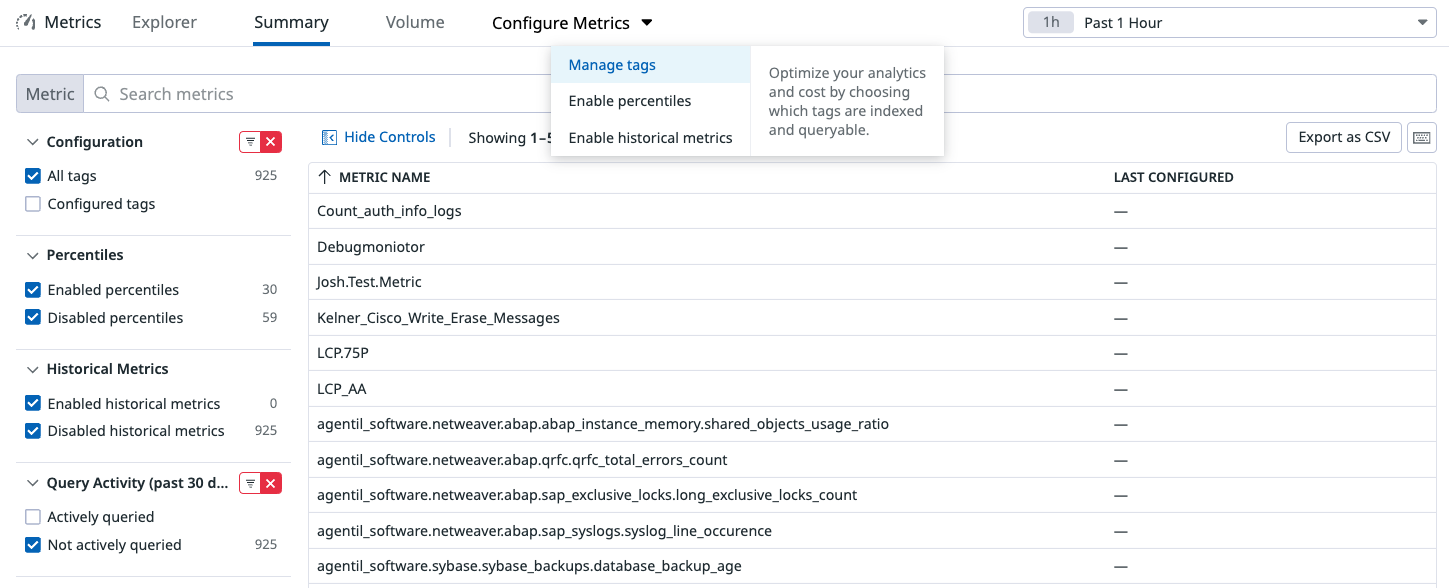 Metrics Explorer Summary Volume Configure Metrics 1h Past 1 Hour
Manage tags
Enable percentiles
Enable historical metrics
Optimize your analytics
and cost by choosing
which tags are indexed
and queryable.
Metric Search metrics
Hide Controls Showing 1–5
Export as CSV
Configuration
All tags 925
Configured tags
Percentiles
Enabled percentiles 30
Disabled percentiles 59
Historical Metrics
Enabled historical metrics 0
Disabled historical metrics 925
Query Activity (past 30 d...
Actively queried
Not actively queried 925
METRIC NAME LAST CONFIGURED
Count_auth_info_logs —
Debugmoniotor —
Josh.Test.Metric —
Kelner_Cisco_Write_Erase_Messages —
LCP.75P —
LCP_AA —
agentil_software.netweaver.abap.abap_instance_memory.shared_objects_usage_ratio —
agentil_software.netweaver.abap.qrfc.qrfc_total_errors_count —
agentil_software.netweaver.abap.sap_exclusive_locks.long_exclusive_locks_count —
agentil_software.netweaver.abap.sap_syslogs.syslog_line_occurence —
agentil_software.sybase.sybase_backups.database_backup_age —